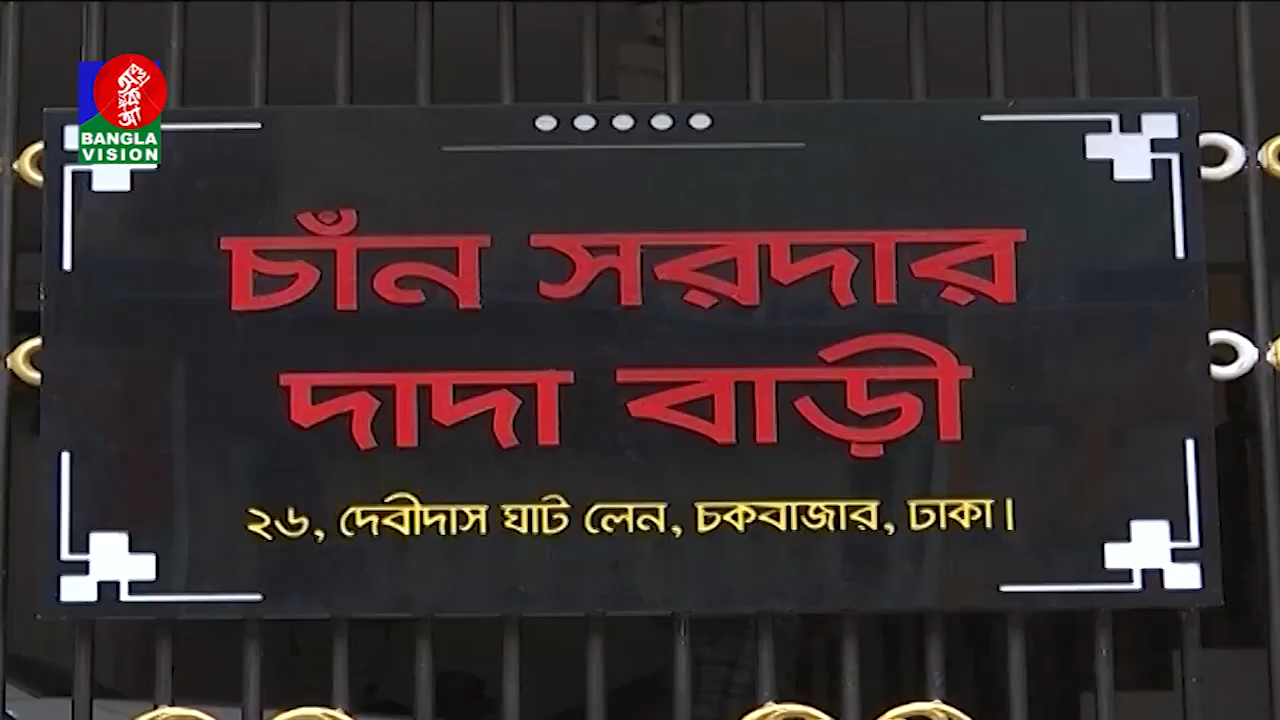 BANGLA
VISION
চাঁন সরদার
দাদা বাড়ী
২৬, দেবীদাস ঘাট লেন, চকবাজার, ঢাকা।